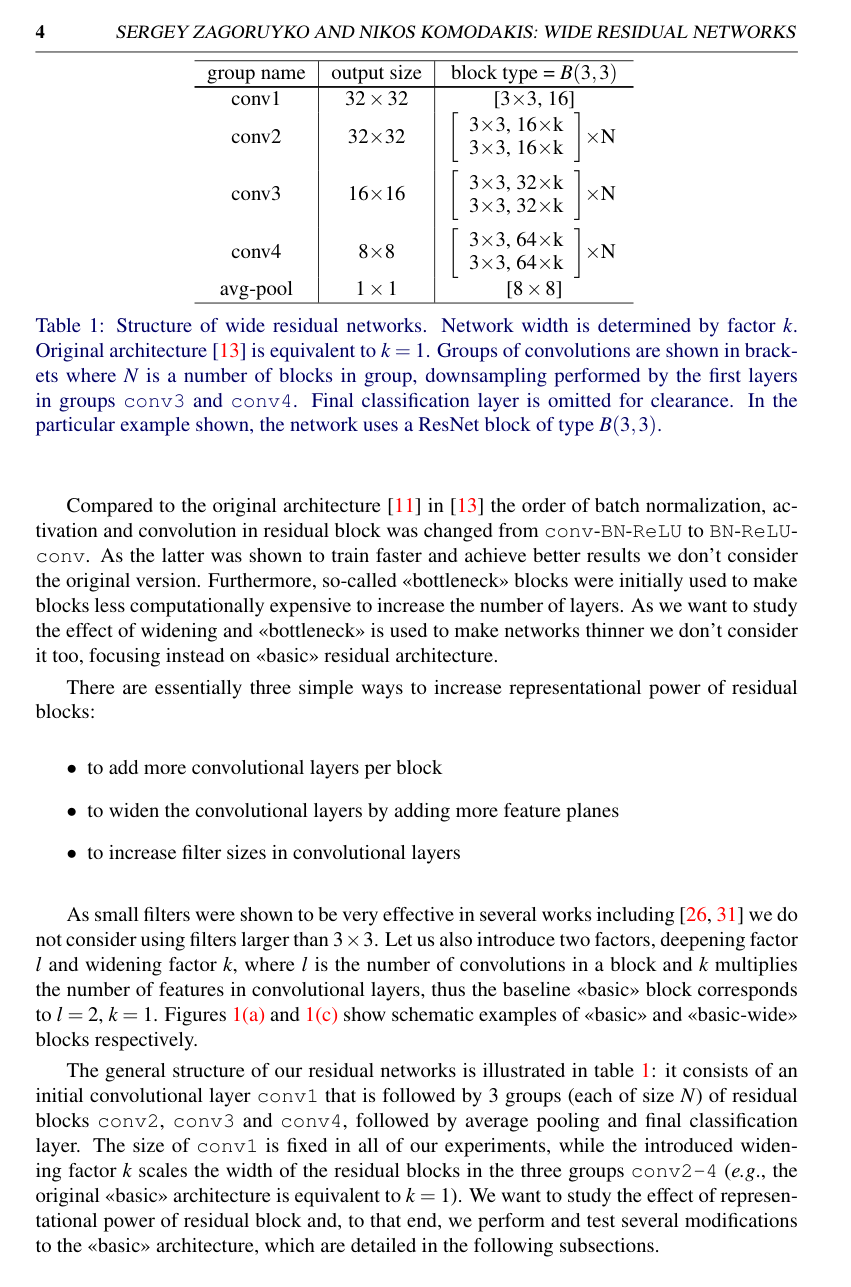 4 SERGEY ZAGORUYKO AND NIKOS KOMODAKIS: WIDE RESIDUAL NETWORKS
group name output size block type = B(3,3)
conv1 32 × 32 [3×3, 16]
conv2 32×32 [ 3×3, 16×k
3×3, 16×k ] ×N
conv3 16×16 [ 3×3, 32×k
3×3, 32×k ] ×N
conv4 8×8 [ 3×3, 64×k
3×3, 64×k ] ×N
avg-pool 1 × 1 [8 × 8]
Table 1: Structure of wide residual networks. Network width is determined by factor k.
Original architecture [13] is equivalent to k = 1. Groups of convolutions are shown in brack-
ets where N is a number of blocks in group, downsampling performed by the first layers
in groups conv3 and conv4. Final classification layer is omitted for clearance. In the
particular example shown, the network uses a ResNet block of type B(3,3).
Compared to the original architecture [11] in [13] the order of batch normalization, ac-
tivation and convolution in residual block was changed from conv-BN-ReLU to BN-ReLU-
conv. As the latter was shown to train faster and achieve better results we don't consider
the original version. Furthermore, so-called «bottleneck» blocks were initially used to make
blocks less computationally expensive to increase the number of layers. As we want to study
the effect of widening and «bottleneck» is used to make networks thinner we don't consider
it too, focusing instead on «basic» residual architecture.
There are essentially three simple ways to increase representational power of residual
blocks:
• to add more convolutional layers per block
• to widen the convolutional layers by adding more feature planes
• to increase filter sizes in convolutional layers
As small filters were shown to be very effective in several works including [26, 31] we do
not consider using filters larger than 3 × 3. Let us also introduce two factors, deepening factor
l and widening factor k, where l is the number of convolutions in a block and k multiplies
the number of features in convolutional layers, thus the baseline «basic» block corresponds
to l = 2, k = 1. Figures 1(a) and 1(c) show schematic examples of «basic» and «basic-wide»
blocks respectively.
The general structure of our residual networks is illustrated in table 1: it consists of an
initial convolutional layer conv1 that is followed by 3 groups (each of size N) of residual
blocks conv2, conv3 and conv4, followed by average pooling and final classification
layer. The size of conv1 is fixed in all of our experiments, while the introduced widen-
ing factor k scales the width of the residual blocks in the three groups conv2-4 (e.g., the
original «basic» architecture is equivalent to k = 1). We want to study the effect of represen-
tational power of residual block and, to that end, we perform and test several modifications
to the «basic» architecture, which are detailed in the following subsections.